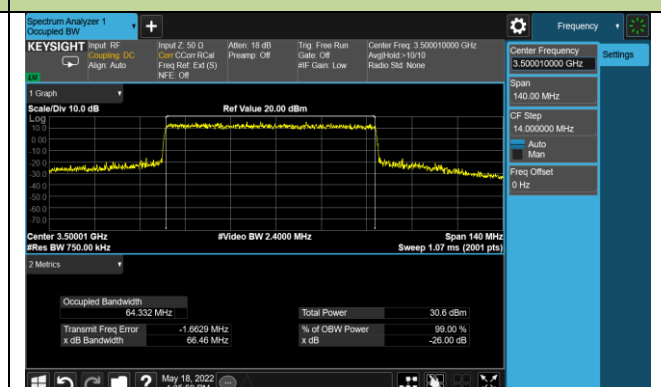 Spectrum Analyzer 1
Occupied BW
Frequency
KEYSIGHT
Input: RF
Coupling: DC
Align: Auto
Input Z: 50 Ω
Corr CCorr RCal
Freq Ref: Ext (S)
NFE: Off
Atten: 18 dB
Preamp: Off
Trig: Free Run
Gate: Off
#IF Gain: Low
Center Freq: 3.500010000 GHz
Avg|Hold:>10/10
Radio Std: None
LW
Center Frequency
3.500010000 GHz
Settings
Span
140.00 MHz
CF Step
14.000000 MHz
Auto
Man
Freq Offset
0 Hz
1 Graph
Scale/Div 10.0 dB
Ref Value 20.00 dBm
Log
10.0
0.00
-10.0
-20.0
-30.0
-40.0
-50.0
-60.0
-70.0
Center 3.50001 GHz
#Video BW 2.4000 MHz
Span 140 MHz
#Res BW 750.00 kHz
Sweep 1.07 ms (2001 pts)
2 Metrics
Occupied Bandwidth
64.332 MHz
Total Power 30.6 dBm
Transmit Freq Error -1.6629 MHz
% of OBW Power 99.00 %
x dB Bandwidth 66.46 MHz
x dB -26.00 dB
May 18, 2022